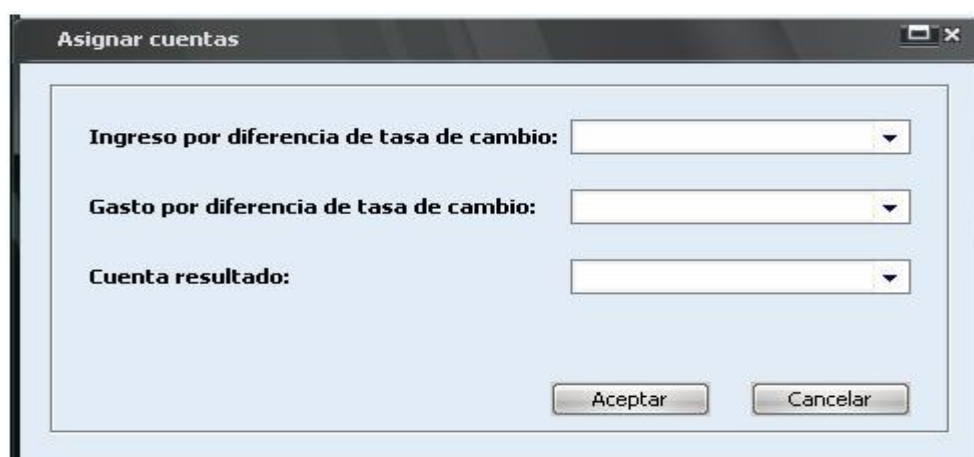 Asignar cuentas
Ingreso por diferencia de tasa de cambio:
Gasto por diferencia de tasa de cambio:
Cuenta resultado:
Aceptar Cancelar